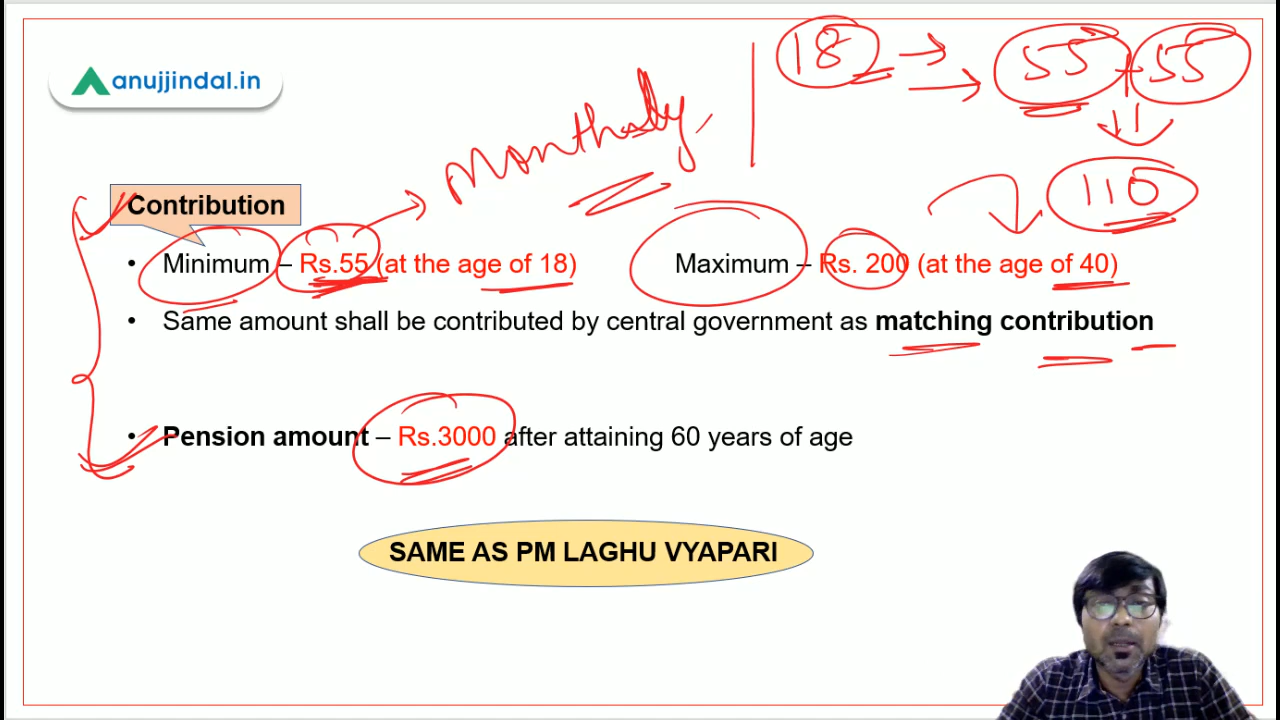 anujjindal.in
18 → → 55 + 55
110
Monthly
Contribution
• Minimum – Rs.55 (at the age of 18) Maximum – Rs. 200 (at the age of 40)
• Same amount shall be contributed by central government as matching contribution
• Pension amount – Rs.3000 after attaining 60 years of age
SAME AS PM LAGHU VYAPARI